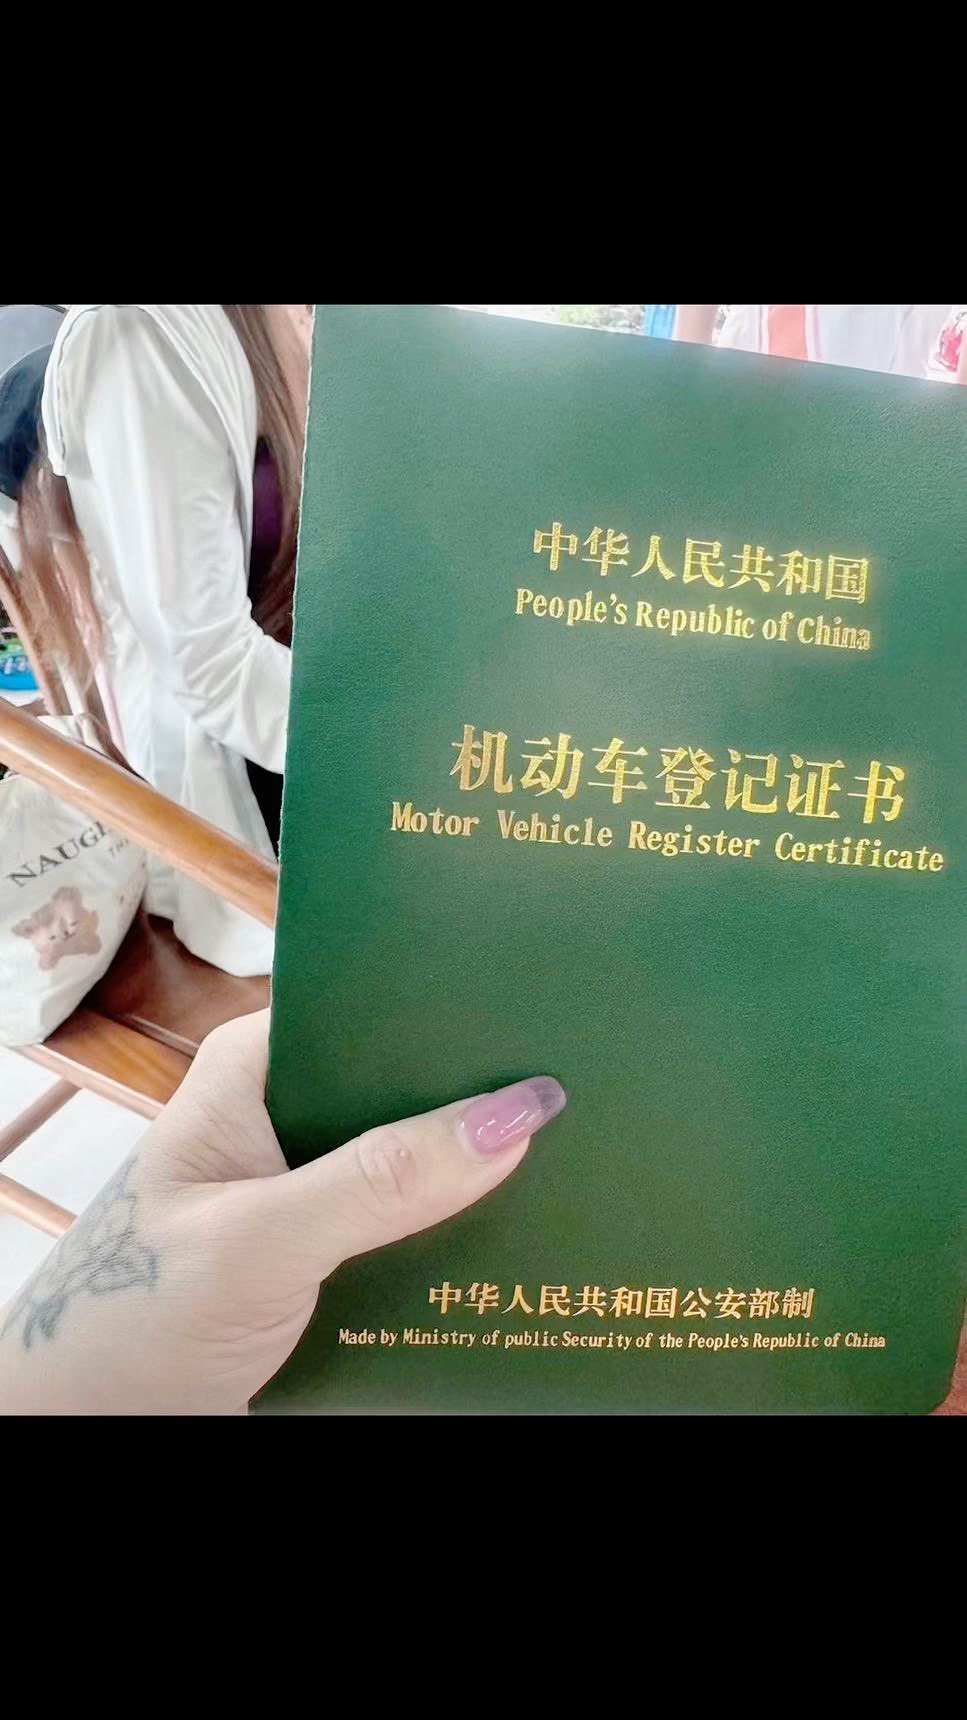 中华人民共和国
People's Republic of China
机动车登记证书
Motor Vehicle Register Certificate
中华人民共和国公安部制
Made by Ministry of public Security of the People's Republic of China